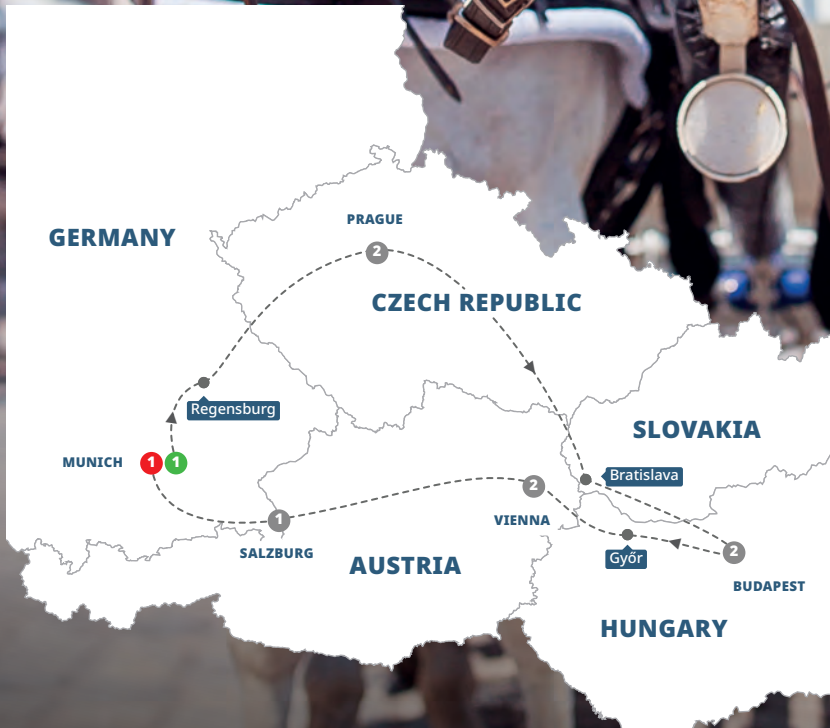 PRAGUE
GERMANY
2
CZECH REPUBLIC
Regensburg
SLOVAKIA
MUNICH
1
1
Bratislava
2
VIENNA
1
SALZBURG
Győr
2
AUSTRIA
BUDAPEST
HUNGARY